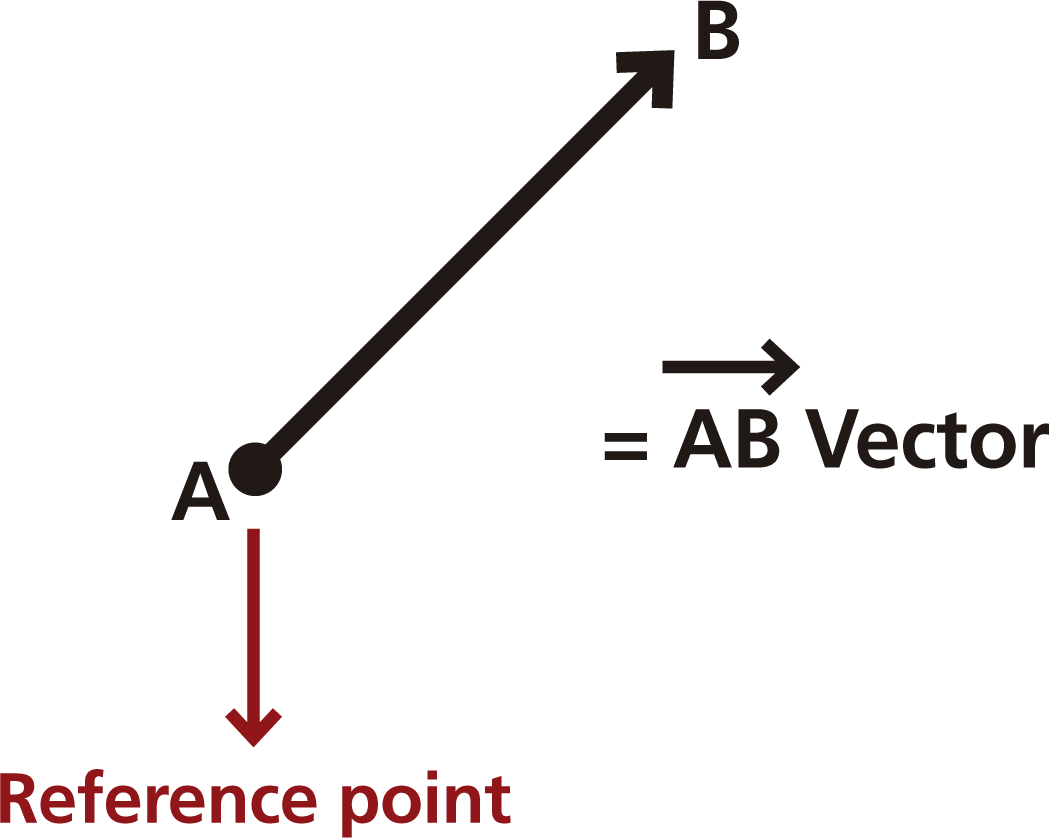 B
= AB Vector
A
Reference point